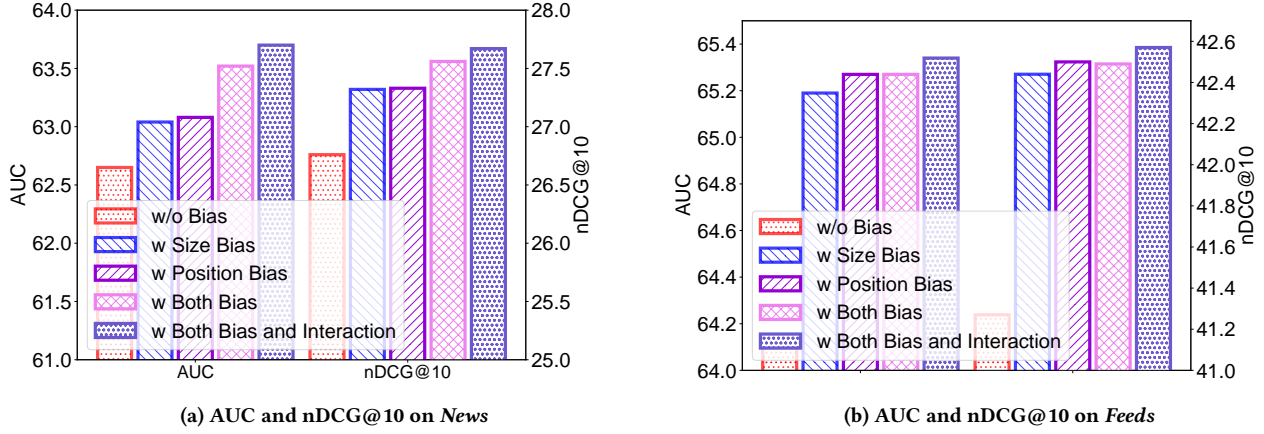 64.0
63.5
63.0
62.5
62.0
61.5
61.0
AUC
28.0
27.5
27.0
26.5
26.0
25.5
25.0
nDCG@10
w/o Bias
w Size Bias
w Position Bias
w Both Bias
w Both Bias and Interaction
AUC nDCG@10
(a) AUC and nDCG@10 on News
65.4
65.2
65.0
64.8
64.6
64.4
64.2
64.0
AUC
42.6
42.4
42.2
42.0
41.8
41.6
41.4
41.2
41.0
nDCG@10
w/o Bias
w Size Bias
w Position Bias
w Both Bias
w Both Bias and Interaction
(b) AUC and nDCG@10 on Feeds